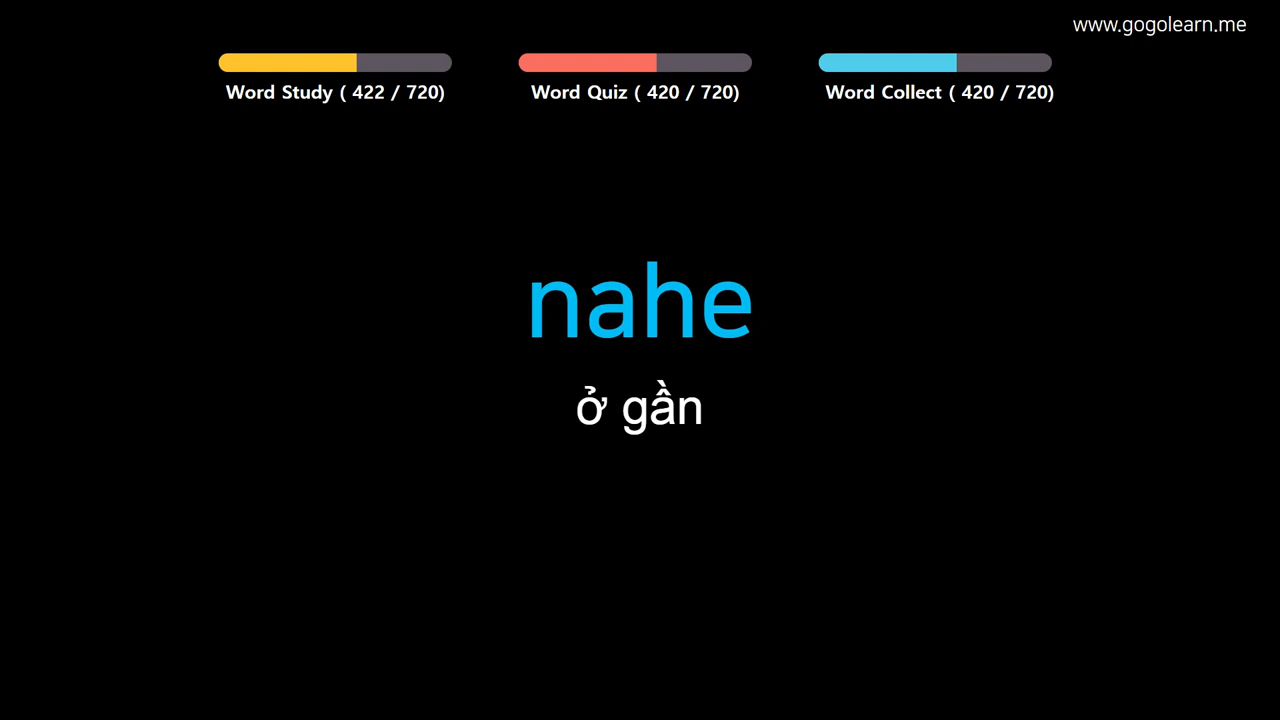 www.gogolearn.me
Word Study ( 422 / 720)
Word Quiz ( 420 / 720)
Word Collect ( 420 / 720)
nahe
ở gần